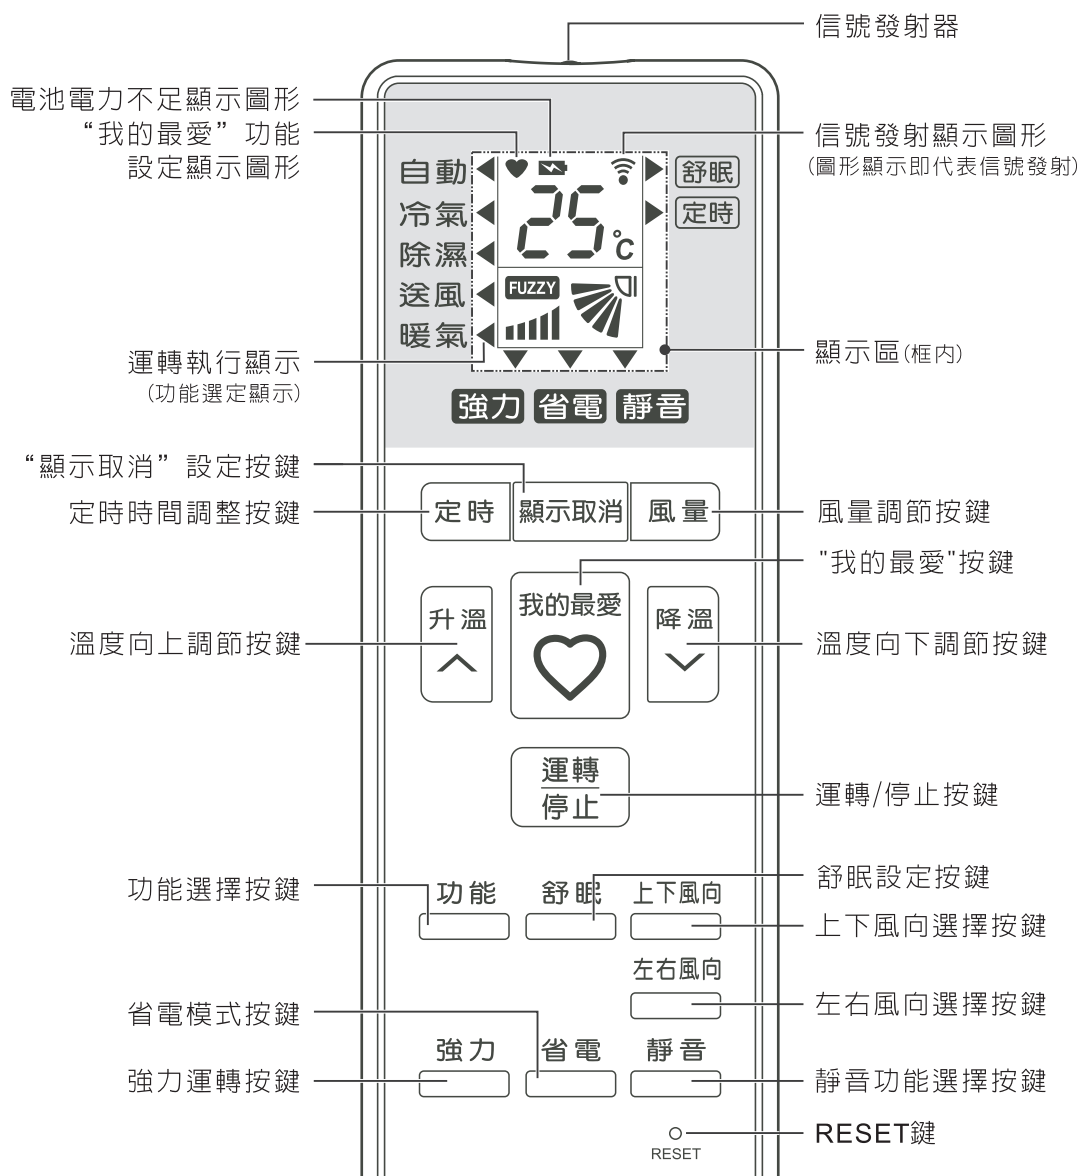 信號發射器
電池電力不足顯示圖形
“我的最愛”功能
設定顯示圖形
信號發射顯示圖形
(圖形顯示即代表信號發射)
自動
冷氣
除濕
送風
暖氣
25℃
FUZZY
舒眠
定時
運轉執行顯示
(功能選定顯示)
顯示區(框内)
強力 省電 靜音
“顯示取消”設定按鍵
定時時間調整按鍵
定時 顯示取消 風量
風量調節按鍵
"我的最愛"按鍵
升溫
我的最愛
降溫
溫度向上調節按鍵
溫度向下調節按鍵
運轉
停止
運轉/停止按鍵
功能選擇按鍵
功能 舒眠 上下風向
舒眠設定按鍵
上下風向選擇按鍵
左右風向
左右風向選擇按鍵
省電模式按鍵
強力 省電 靜音
強力運轉按鍵
靜音功能選擇按鍵
RESET
RESET鍵